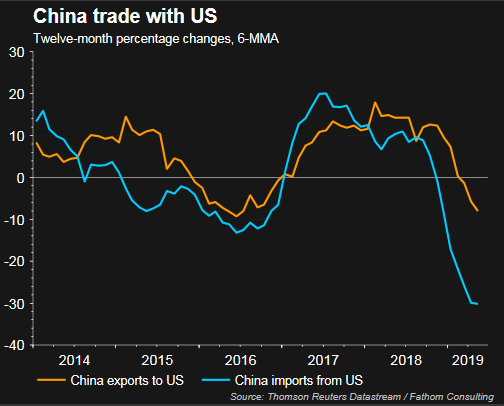 China trade with US
Twelve-month percentage changes, 6-MMA
30
20
10
0
-10
-20
-30
-40
2014 2015 2016 2017 2018 2019
China exports to US China imports from US
Source: Thomson Reuters Datastream / Fathom Consulting